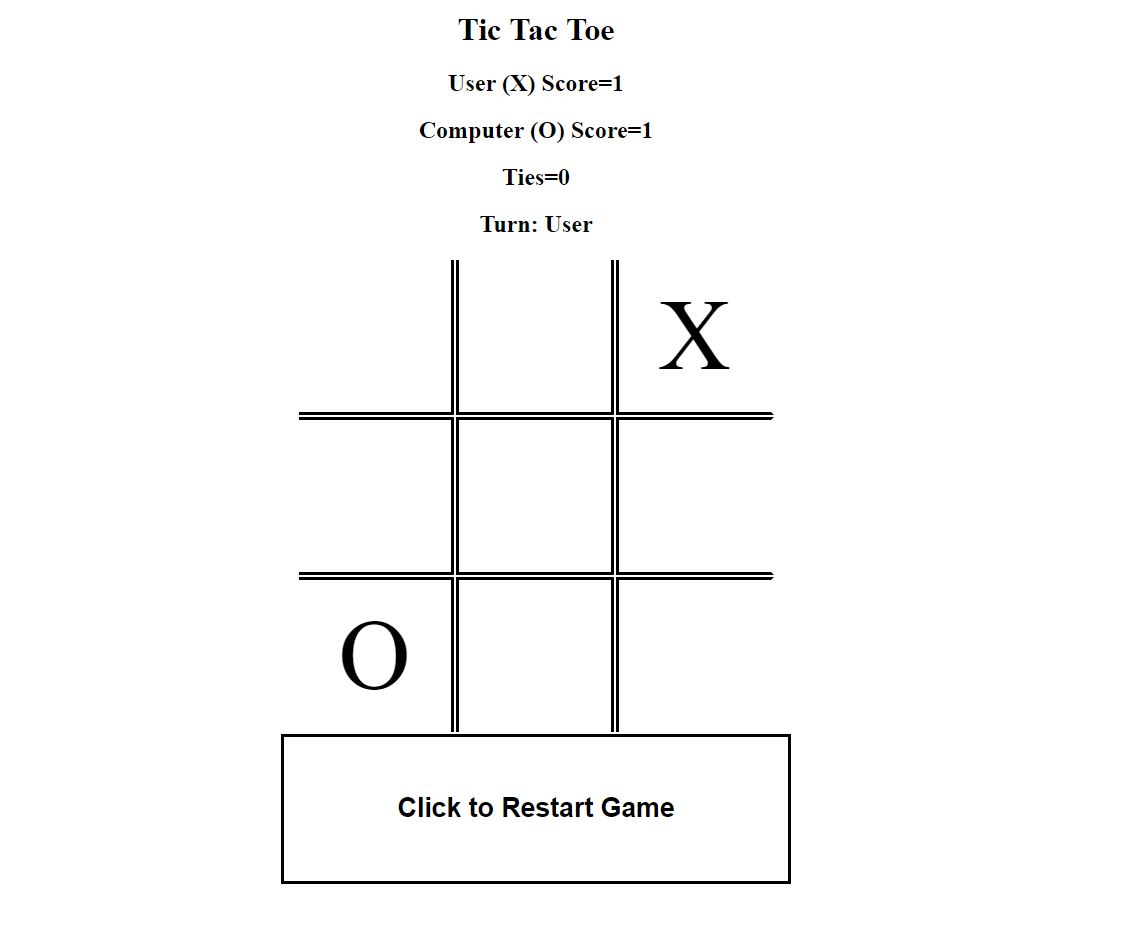 Tic Tac Toe
User (X) Score=1
Computer (O) Score=1
Ties=0
Turn: User
X
O
Click to Restart Game